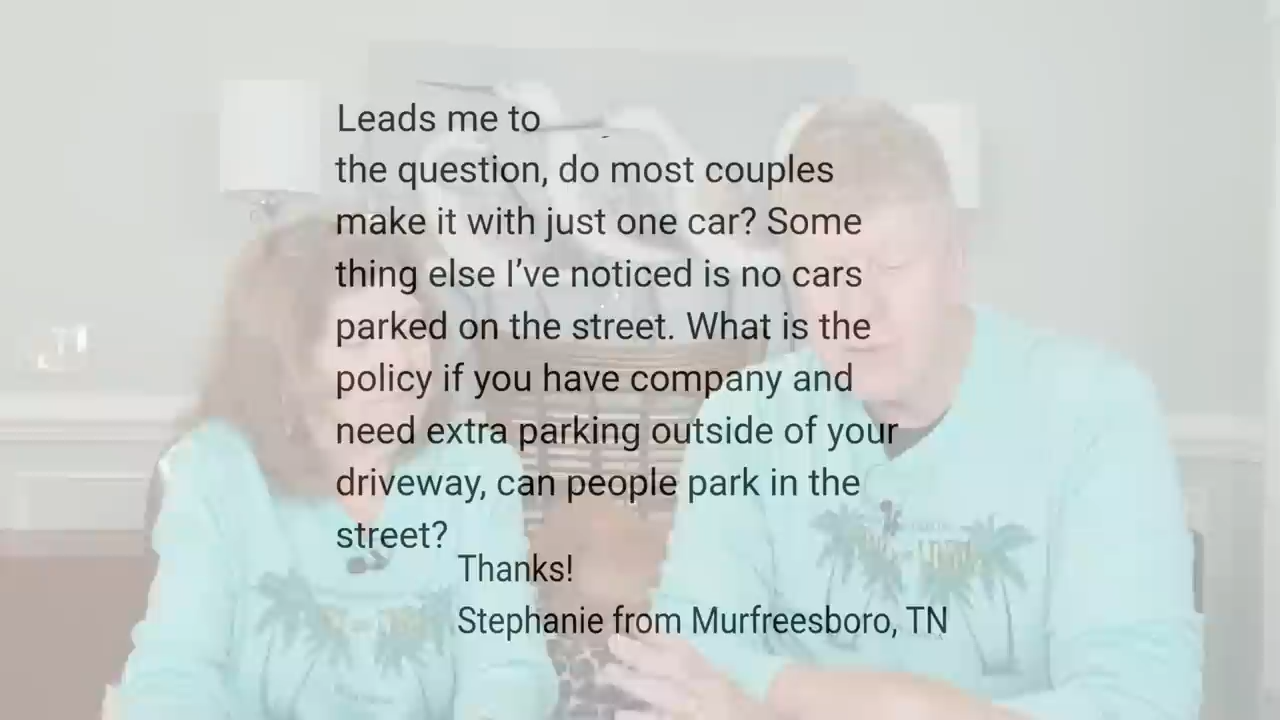 Leads me to
the question, do most couples
make it with just one car? Some
thing else I’ve noticed is no cars
parked on the street. What is the
policy if you have company and
need extra parking outside of your
driveway, can people park in the
street?
Thanks!
Stephanie from Murfreesboro, TN